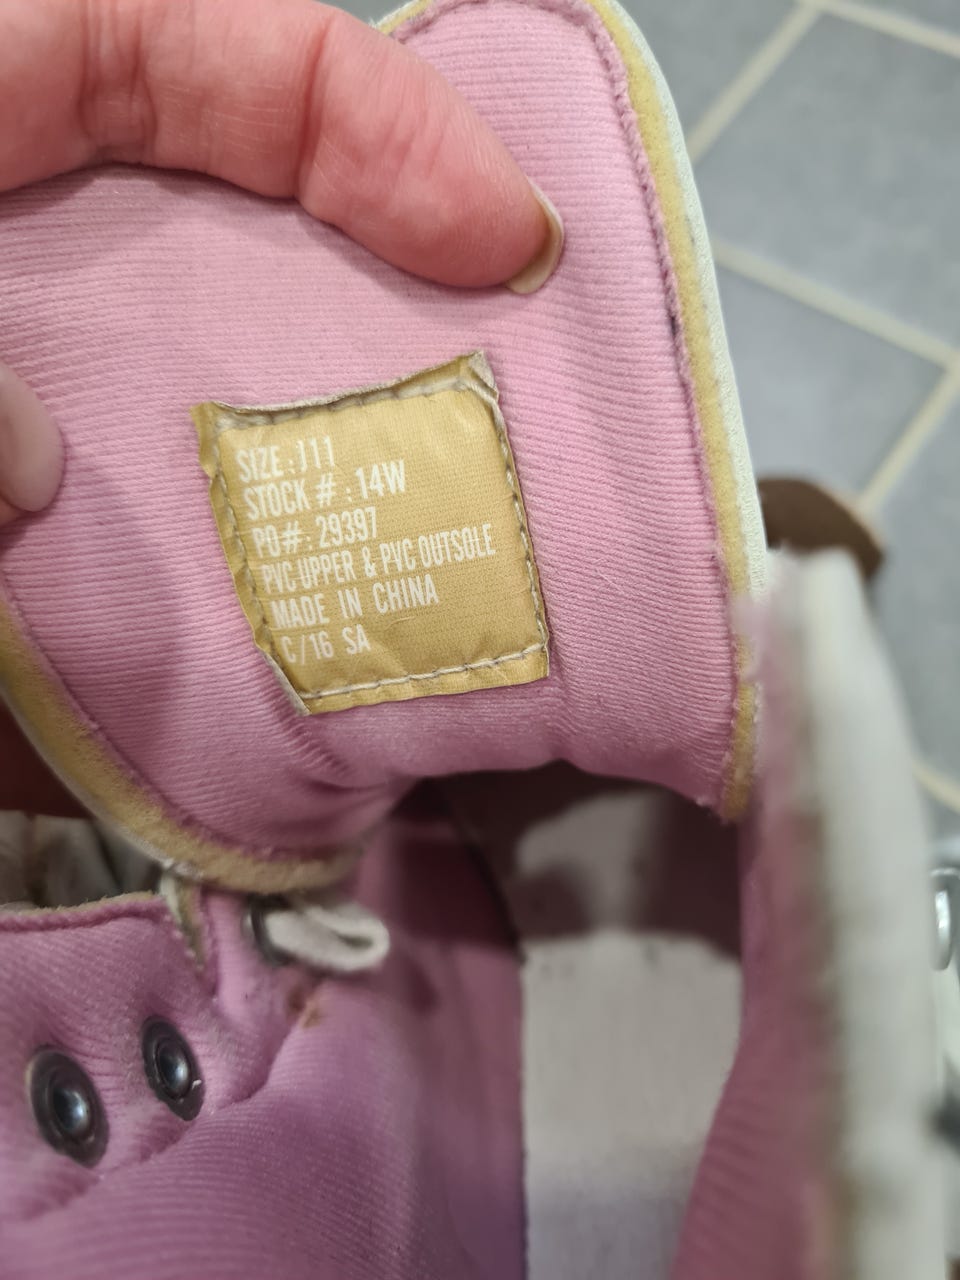 SIZE : J11
STOCK # : 14W
PO# : 29397
PVC UPPER & PVC OUTSOLE
MADE IN CHINA
C/16 SA